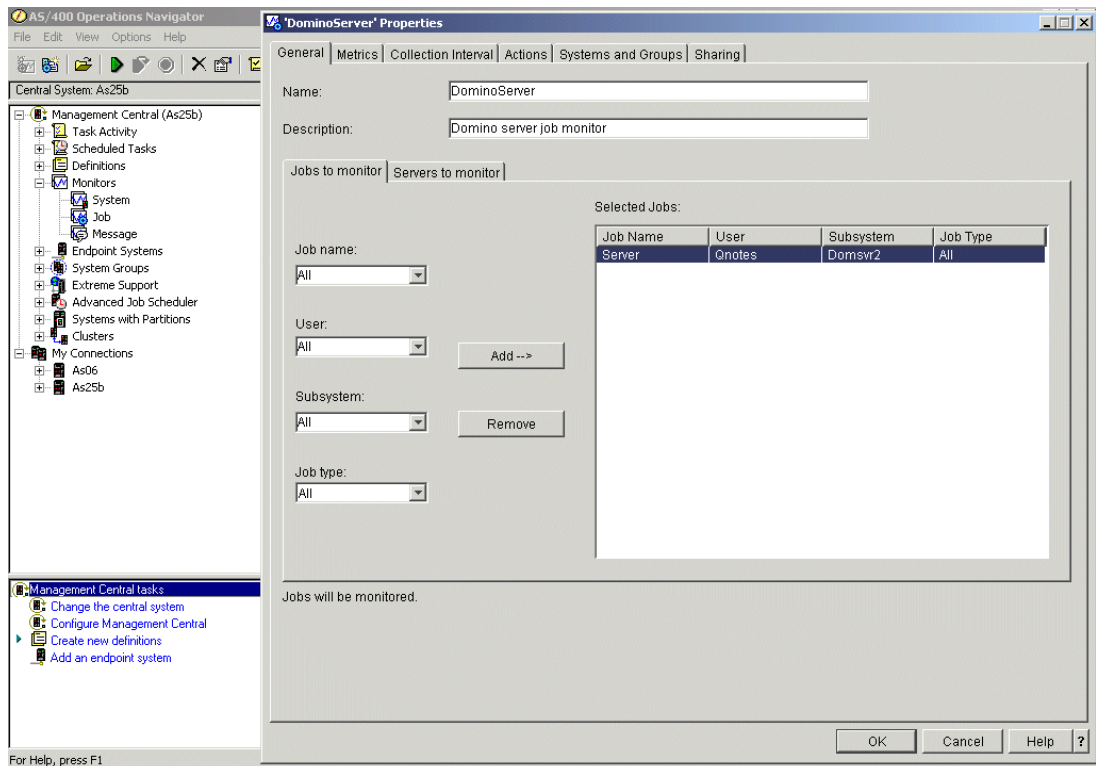 AS/400 Operations Navigator
File Edit View Options Help
Central System: As25b
Management Central (As25b)
Task Activity
Scheduled Tasks
Definitions
Monitors
System
Job
Message
Endpoint Systems
System Groups
Extreme Support
Advanced Job Scheduler
Systems with Partitions
Clusters
My Connections
As06
As25b
Management Central tasks
Change the central system
Configure Management Central
Create new definitions
Add an endpoint system
For Help, press F1
'DominoServer' Properties
General Metrics Collection Interval Actions Systems and Groups Sharing
Name: DominoServer
Description: Domino server job monitor
Jobs to monitor Servers to monitor
Job name:
All
User:
All
Subsystem:
All
Job type:
All
Add -->
Remove
Selected Jobs:
Job Name User Subsystem Job Type
Server Qnotes Domsvr2 All
Jobs will be monitored.
OK Cancel Help ?